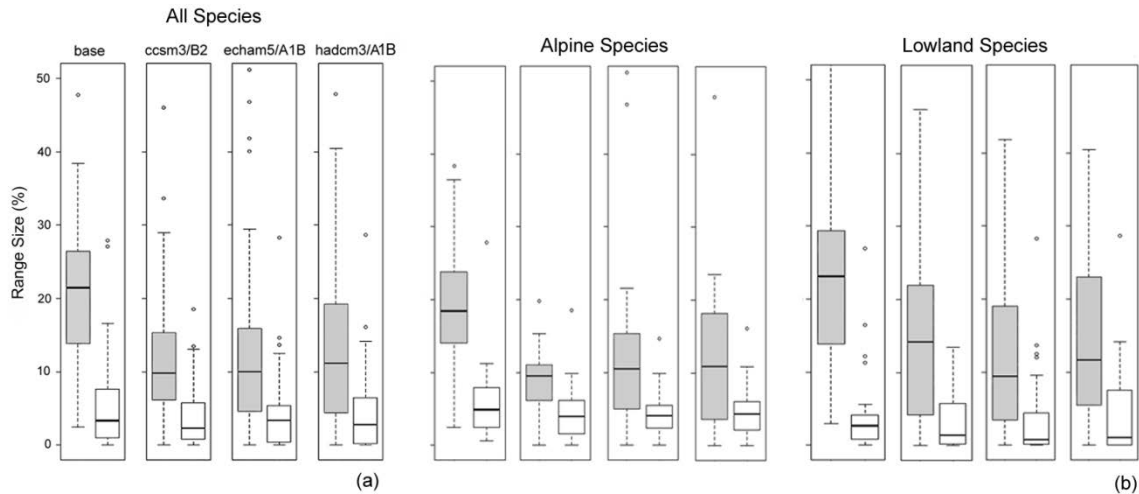 All Species
base
ccsm3/B2
echam5/A1B
hadcm3/A1B
Alpine Species
Lowland Species
Range Size (%)
50
40
30
20
10
0
(a)
(b)